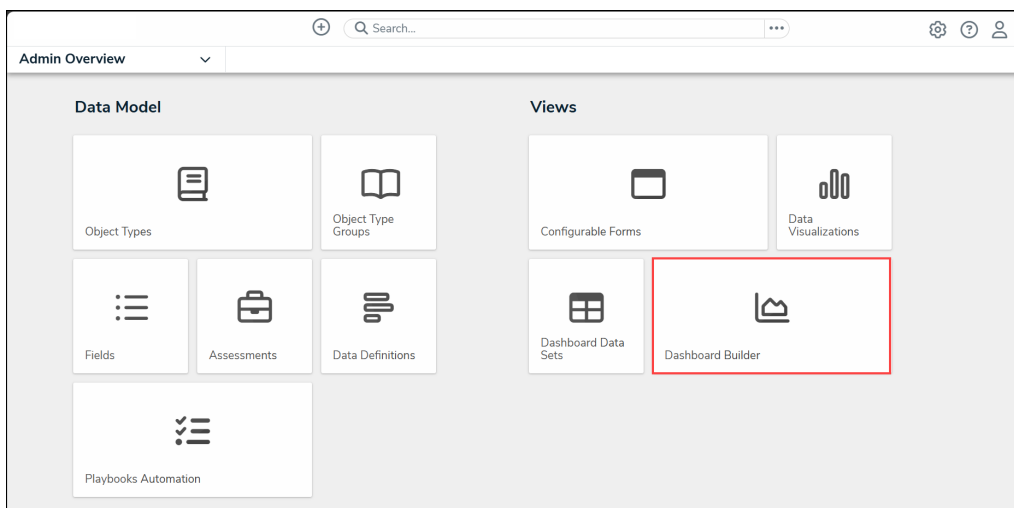 Search...
Admin Overview
Data Model
Views
Object Types
Object Type
Groups
Configurable Forms
Data
Visualizations
Fields
Assessments
Data Definitions
Dashboard Data
Sets
Dashboard Builder
Playbooks Automation